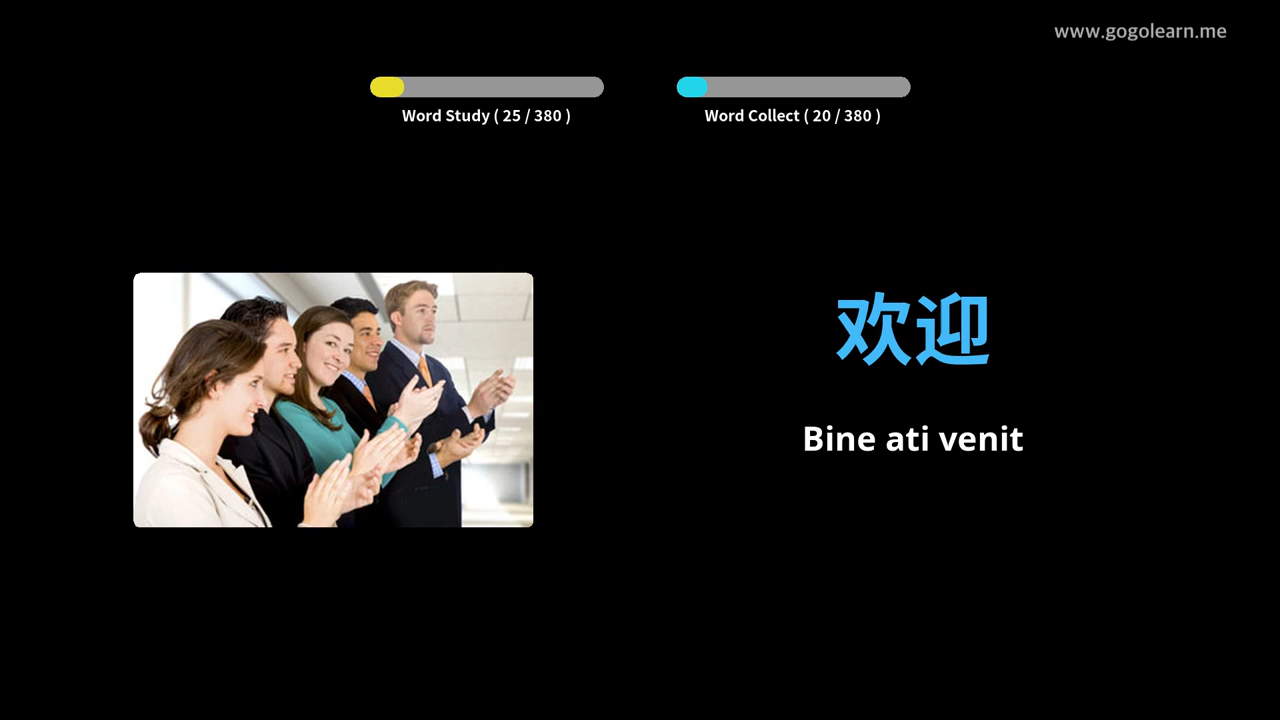 www.gogolearn.me
Word Study ( 25 / 380 )
Word Collect ( 20 / 380 )
欢迎
Bine ati venit